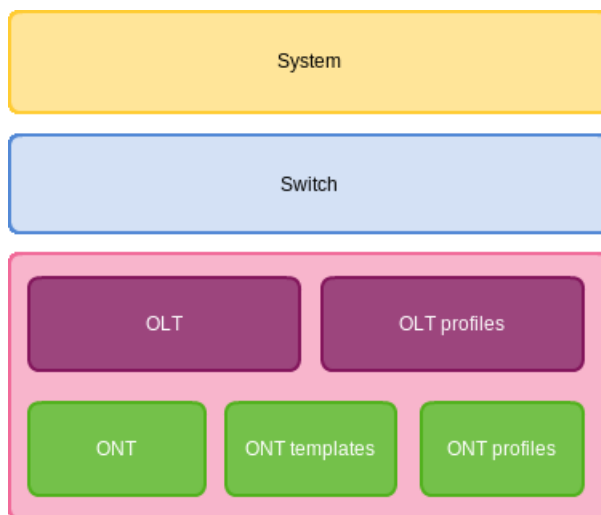 System
Switch
OLT
OLT profiles
ONT
ONT templates
ONT profiles